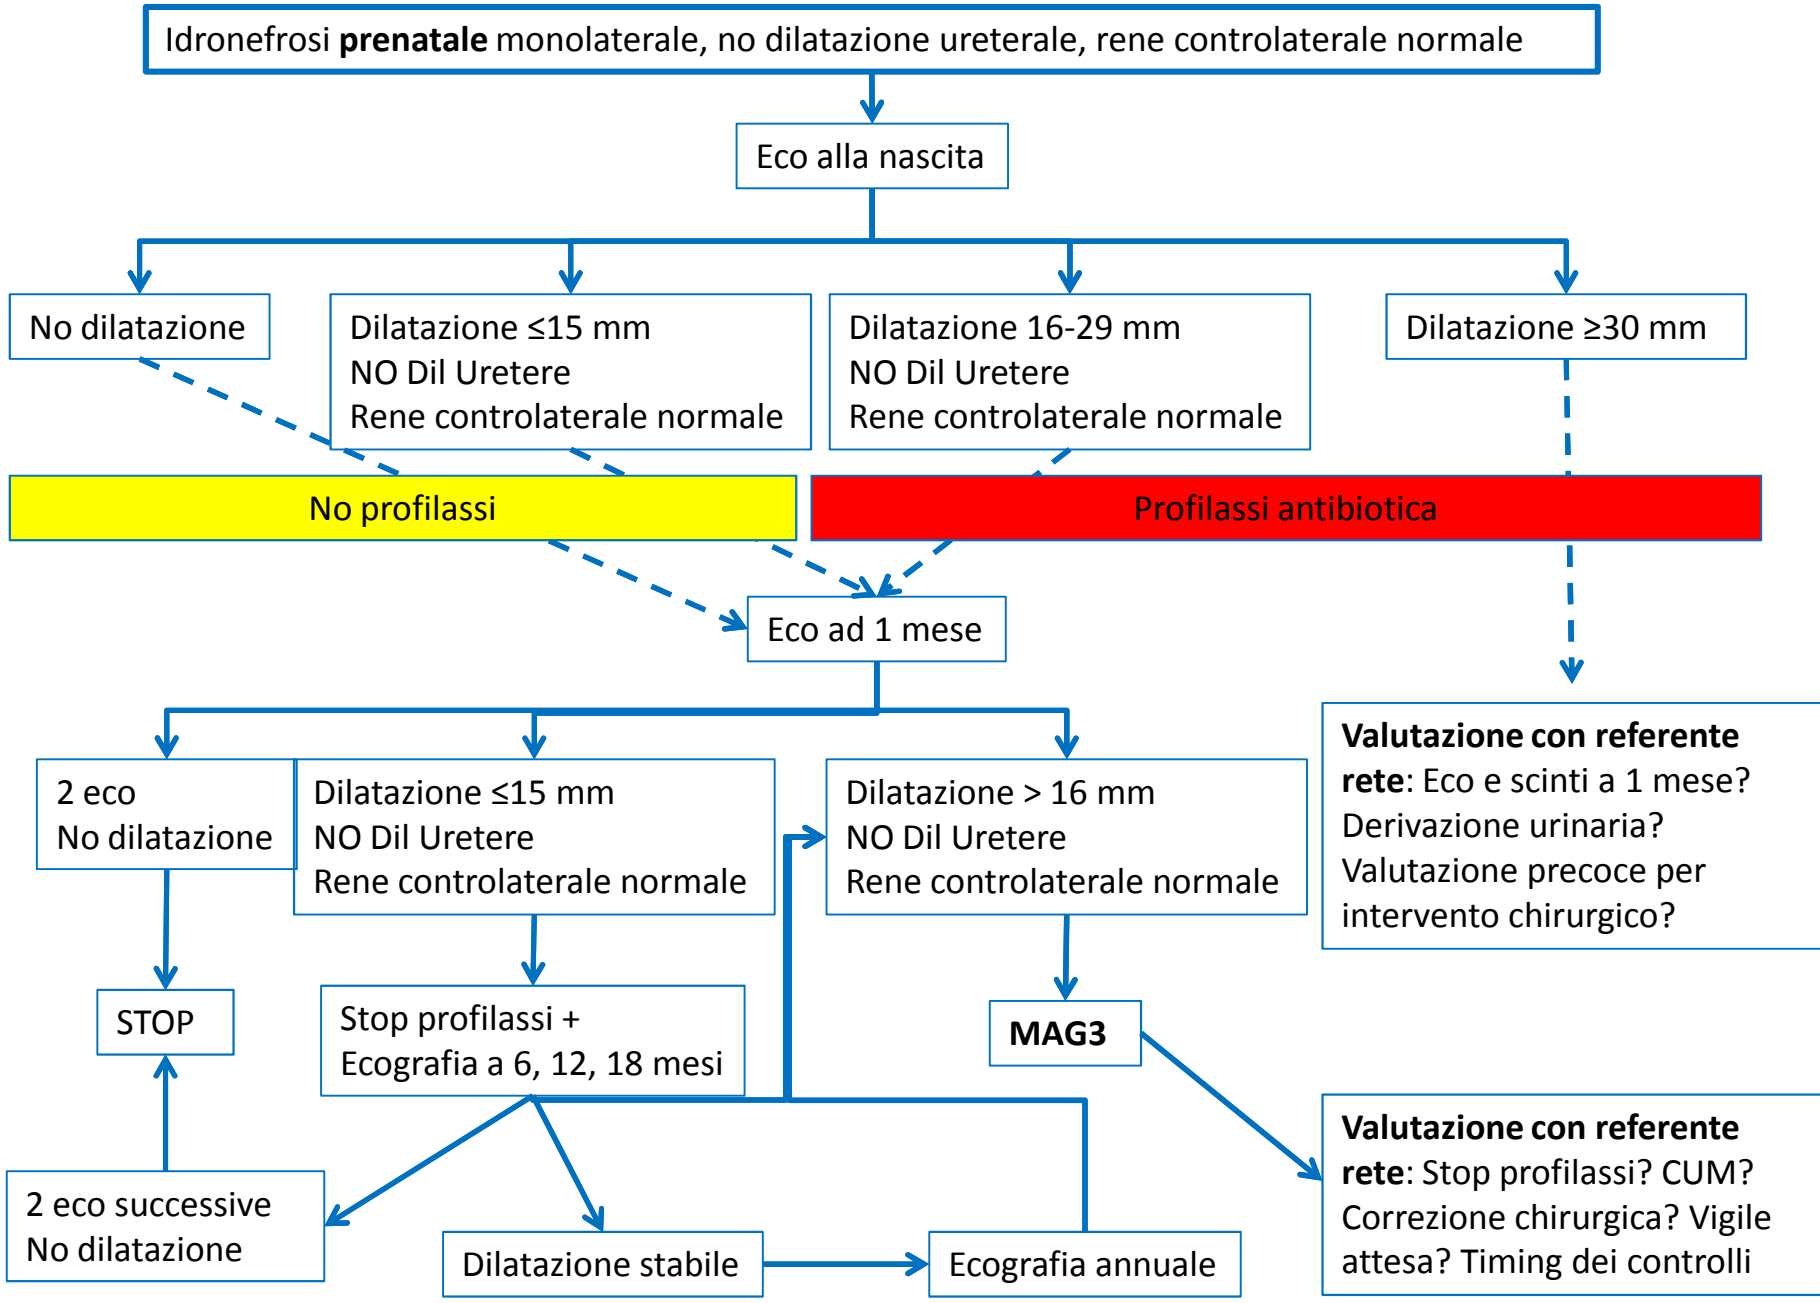 Idronefrosi prenatale monolaterale, no dilatazione ureterale, rene controlaterale normale
Eco alla nascita
No dilatazione
Dilatazione ≤15 mm
NO Dil Uretere
Rene controlaterale normale
Dilatazione 16-29 mm
NO Dil Uretere
Rene controlaterale normale
Dilatazione ≥30 mm
No profilassi
Profilassi antibiotica
Eco ad 1 mese
2 eco
No dilatazione
Dilatazione ≤15 mm
NO Dil Uretere
Rene controlaterale normale
Dilatazione > 16 mm
NO Dil Uretere
Rene controlaterale normale
Valutazione con referente
rete: Eco e scinti a 1 mese?
Derivazione urinaria?
Valutazione precoce per
intervento chirurgico?
STOP
Stop profilassi +
Ecografia a 6, 12, 18 mesi
MAG3
2 eco successive
No dilatazione
Dilatazione stabile
Ecografia annuale
Valutazione con referente
rete: Stop profilassi? CUM?
Correzione chirurgica? Vigile
attesa? Timing dei controlli